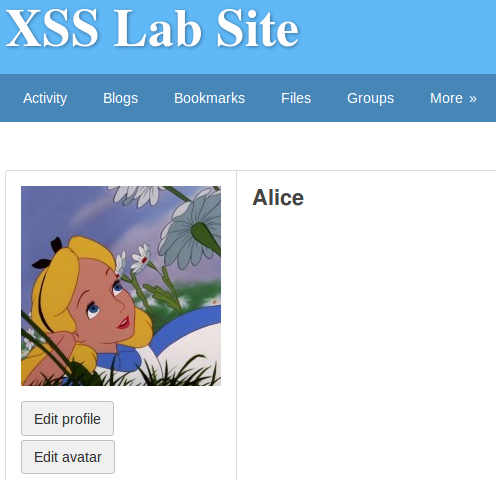 XSS Lab Site
Activity Blogs Bookmarks Files Groups More »
Alice
Edit profile
Edit avatar